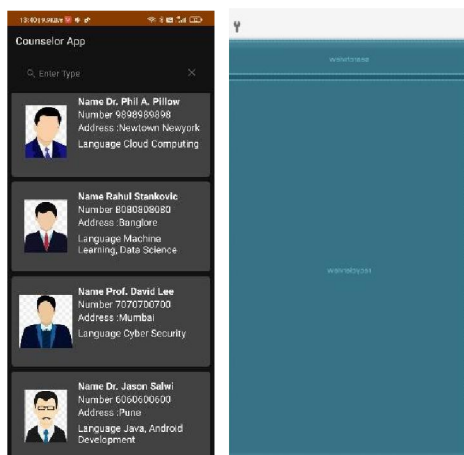 13:40
Counselor App
Enter Type
Name Dr. Phil A. Pillow
Number 9898989898
Address :Newtown Newyork
Language Cloud Computing
Name Rahul Stankovic
Number 8080808080
Address :Banglore
Language Machine
Learning, Data Science
Name Prof. David Lee
Number 7070700700
Address :Mumbai
Language Cyber Security
Name Dr. Jason Salwi
Number 6060600600
Address :Pune
Language Java, Android
Development